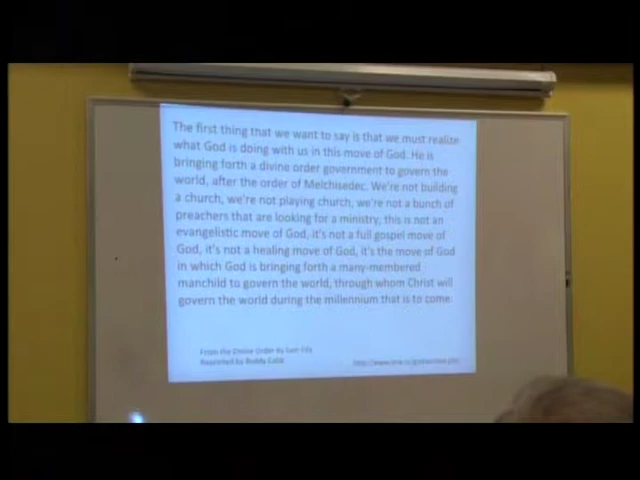 The first thing that we want to say is that we must realize
what God is doing with us in this move of God. He is
bringing forth a divine order government to govern the
world, after the order of Melchisedec. We're not building
a church, we're not playing church, we're not a bunch of
preachers that are looking for a ministry, this is not an
evangelistic move of God, it's not a full gospel move of
God, it's not a healing move of God, it's the move of God
in which God is bringing forth a many-membered
manchild to govern the world, through whom Christ will
govern the world during the millennium that is to come.
From the Divine Order by Sam Fife
Reprinted by Buddy Cobb